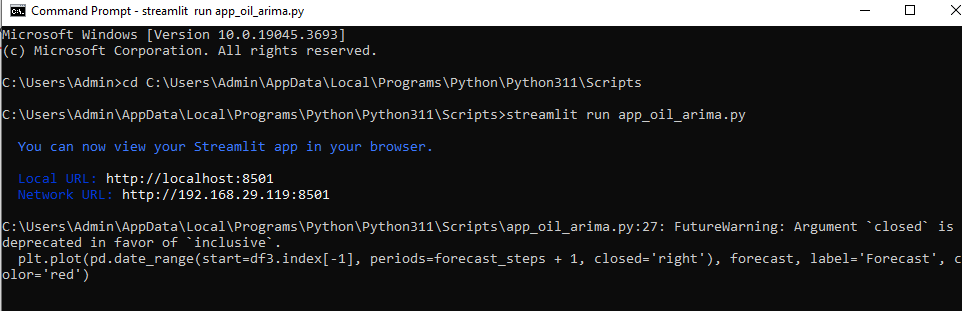 Command Prompt - streamlit  run app_oil_arima.py
Microsoft Windows [Version 10.0.19045.3693]
(c) Microsoft Corporation. All rights reserved.
C:\Users\Admin>cd C:\Users\Admin\AppData\Local\Programs\Python\Python311\Scripts
C:\Users\Admin\AppData\Local\Programs\Python\Python311\Scripts>streamlit run app_oil_arima.py
You can now view your Streamlit app in your browser.
Local URL: http://localhost:8501
Network URL: http://192.168.29.119:8501
C:\Users\Admin\AppData\Local\Programs\Python\Python311\Scripts\app_oil_arima.py:27: FutureWarning: Argument `closed` is
deprecated in favor of `inclusive`.
plt.plot(pd.date_range(start=df3.index[-1], periods=forecast_steps + 1, closed='right'), forecast, label='Forecast', c
olor='red')